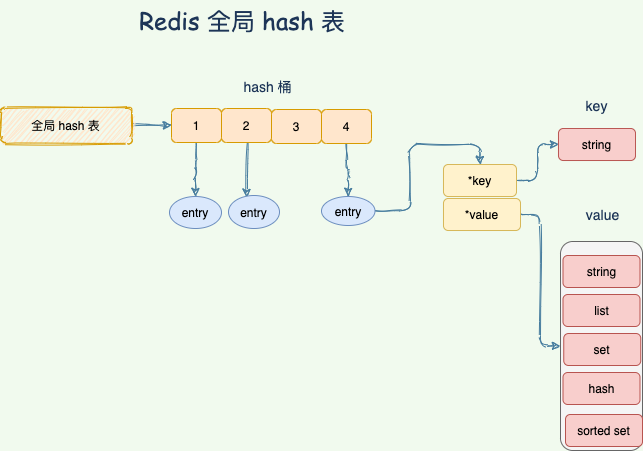 Redis 全局 hash 表
hash 桶
key
全局 hash 表
1
2
3
4
string
*key
entry
entry
entry
*value
value
string
list
set
hash
sorted set